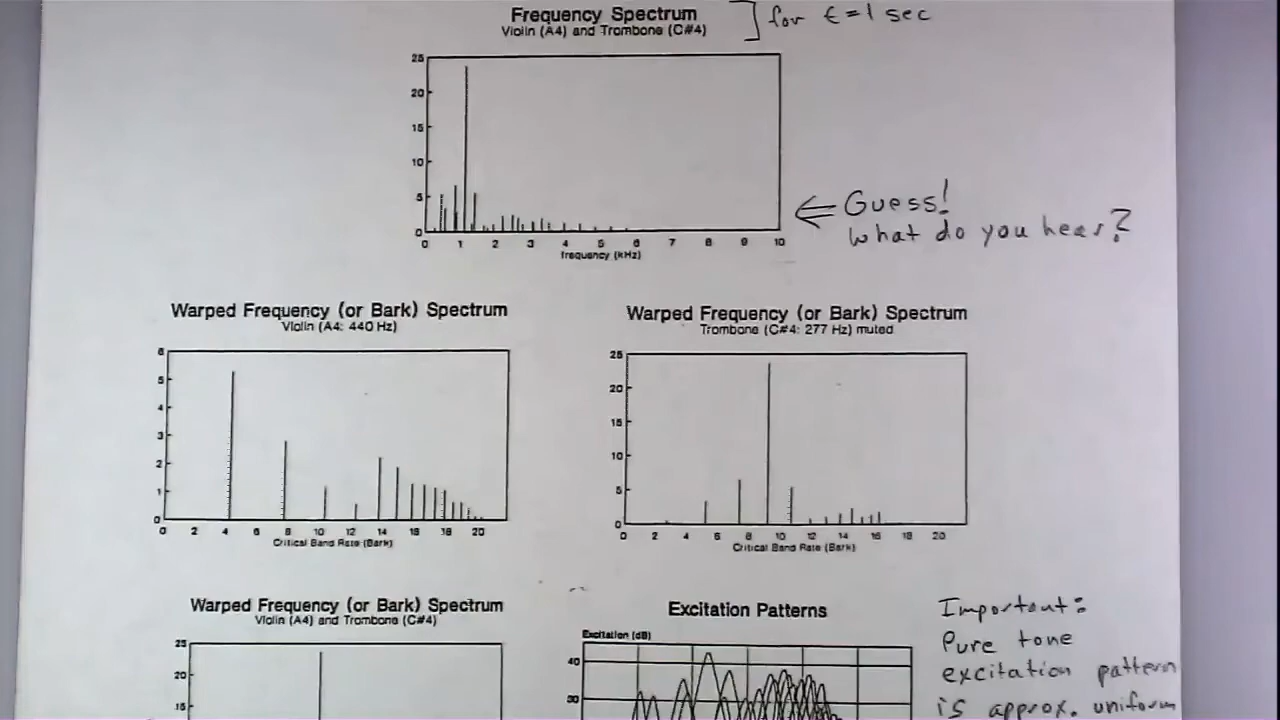 Frequency Spectrum
Violin (A4) and Trombone (C#4)
for t=1 sec
25
20
15
10
5
0
0 1 2 3 4 5 6 7 8 9 10
frequency (kHz)
Guess!
What do you hear?
Warped Frequency (or Bark) Spectrum
Violin (A4: 440 Hz)
6
5
4
3
2
1
0
0 2 4 6 8 10 12 14 16 18 20
Critical Band Rate (Bark)
Warped Frequency (or Bark) Spectrum
Trombone (C#4: 277 Hz) muted
25
20
15
10
5
0
0 2 4 6 8 10 12 14 16 18 20
Critical Band Rate (Bark)
Warped Frequency (or Bark) Spectrum
Violin (A4) and Trombone (C#4)
25
20
15
Excitation Patterns
Excitation (dB)
40
30
Important:
Pure tone
excitation pattern
is approx. uniform